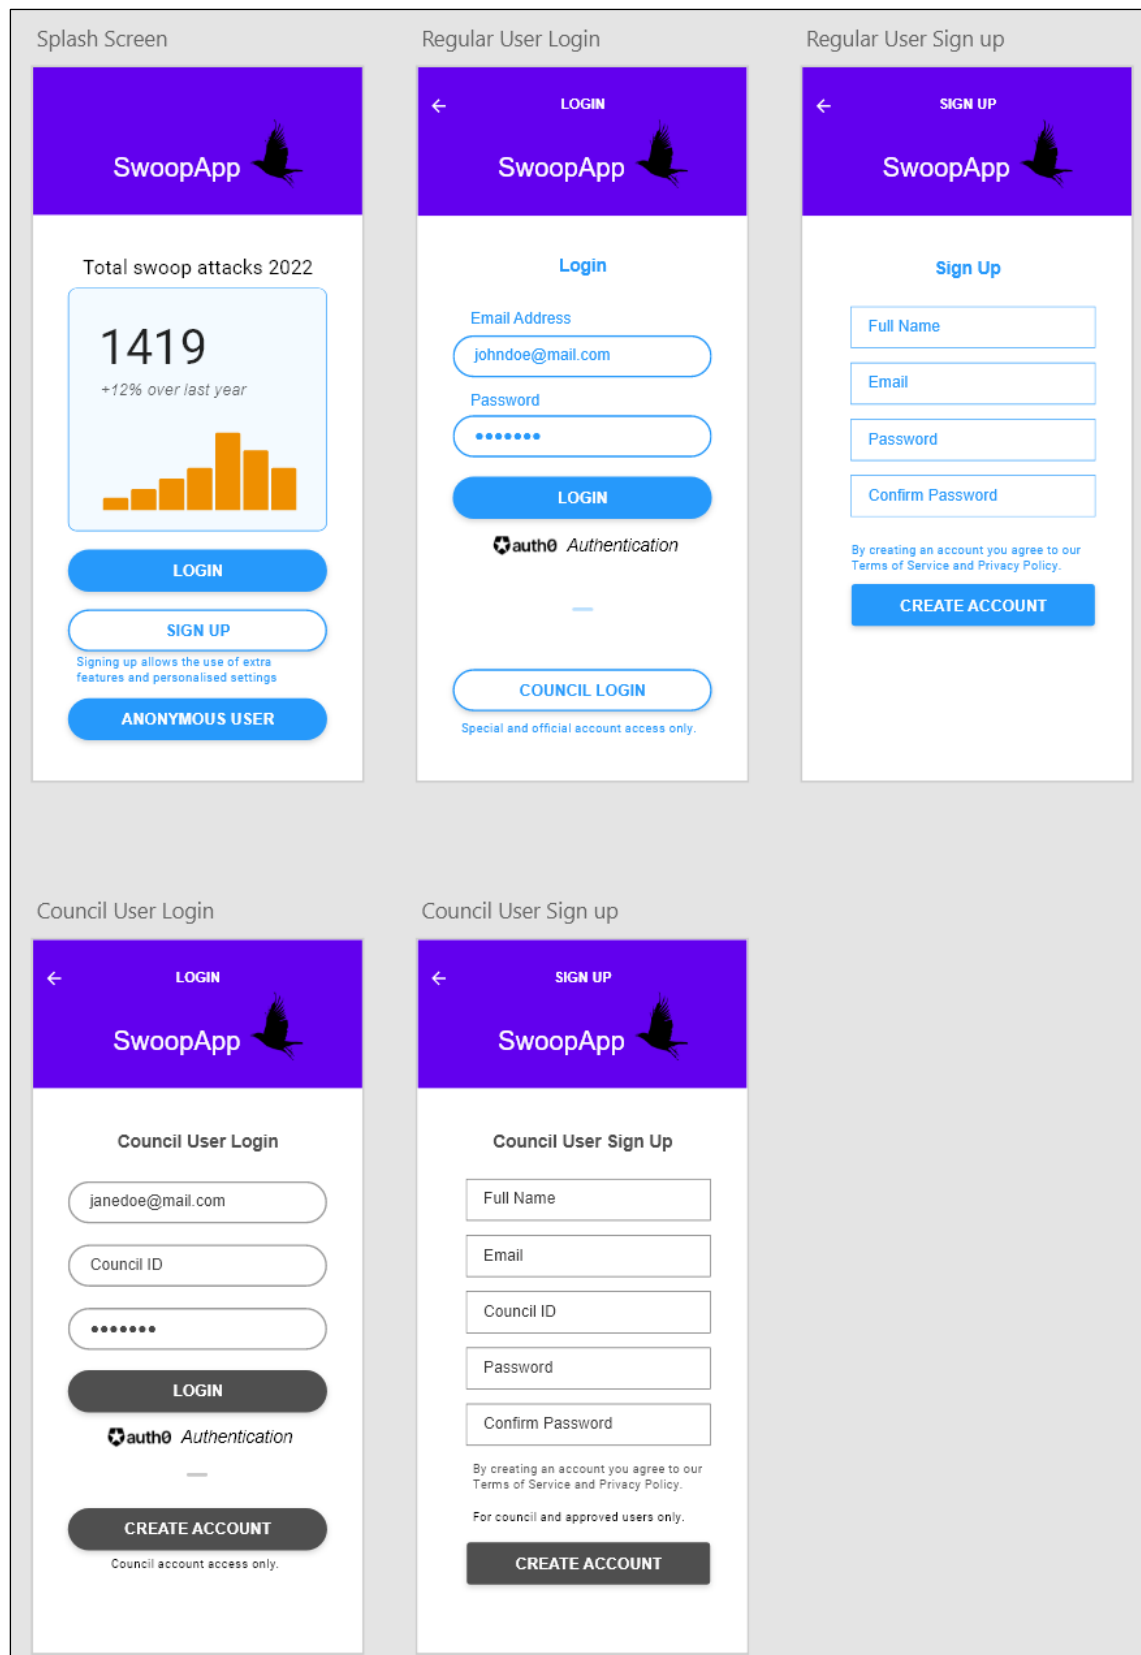 Splash Screen
SwoopApp
Total swoop attacks 2022
1419
+12% over last year
LOGIN
SIGN UP
Signing up allows the use of extra
features and personalised settings
ANONYMOUS USER
Regular User Login
LOGIN
SwoopApp
Login
Email Address
johndoe@mail.com
Password
•••••••
LOGIN
auth0 Authentication
COUNCIL LOGIN
Special and official account access only.
Regular User Sign up
SIGN UP
SwoopApp
Sign Up
Full Name
Email
Password
Confirm Password
By creating an account you agree to our
Terms of Service and Privacy Policy.
CREATE ACCOUNT
Council User Login
LOGIN
SwoopApp
Council User Login
janedoe@mail.com
Council ID
•••••••
LOGIN
auth0 Authentication
CREATE ACCOUNT
Council account access only.
Council User Sign up
SIGN UP
SwoopApp
Council User Sign Up
Full Name
Email
Council ID
Password
Confirm Password
By creating an account you agree to our
Terms of Service and Privacy Policy.
For council and approved users only.
CREATE ACCOUNT